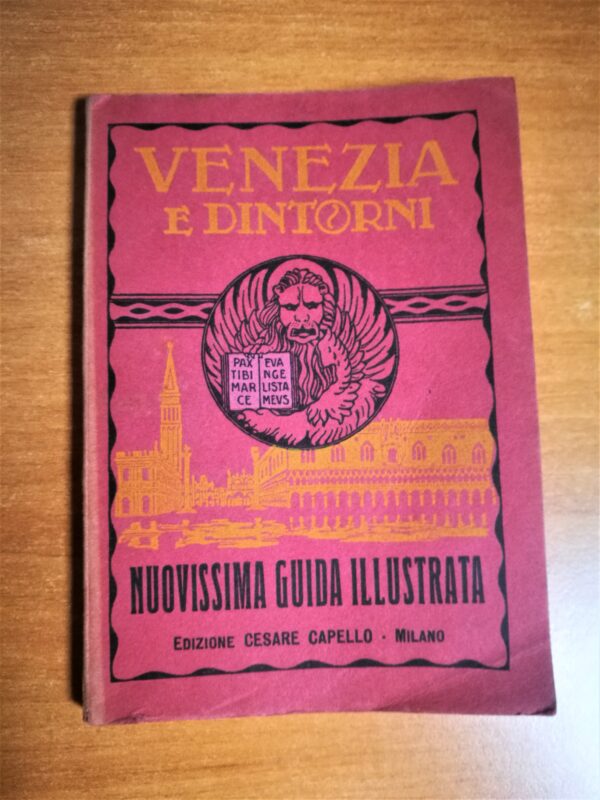 VENEZIA
E DINTORNI
PAX
TIBI
MAR
CE
EVA
NGE
LISTA
MEVS
NUOVISSIMA GUIDA ILLUSTRATA
EDIZIONE CESARE CAPELLO · MILANO